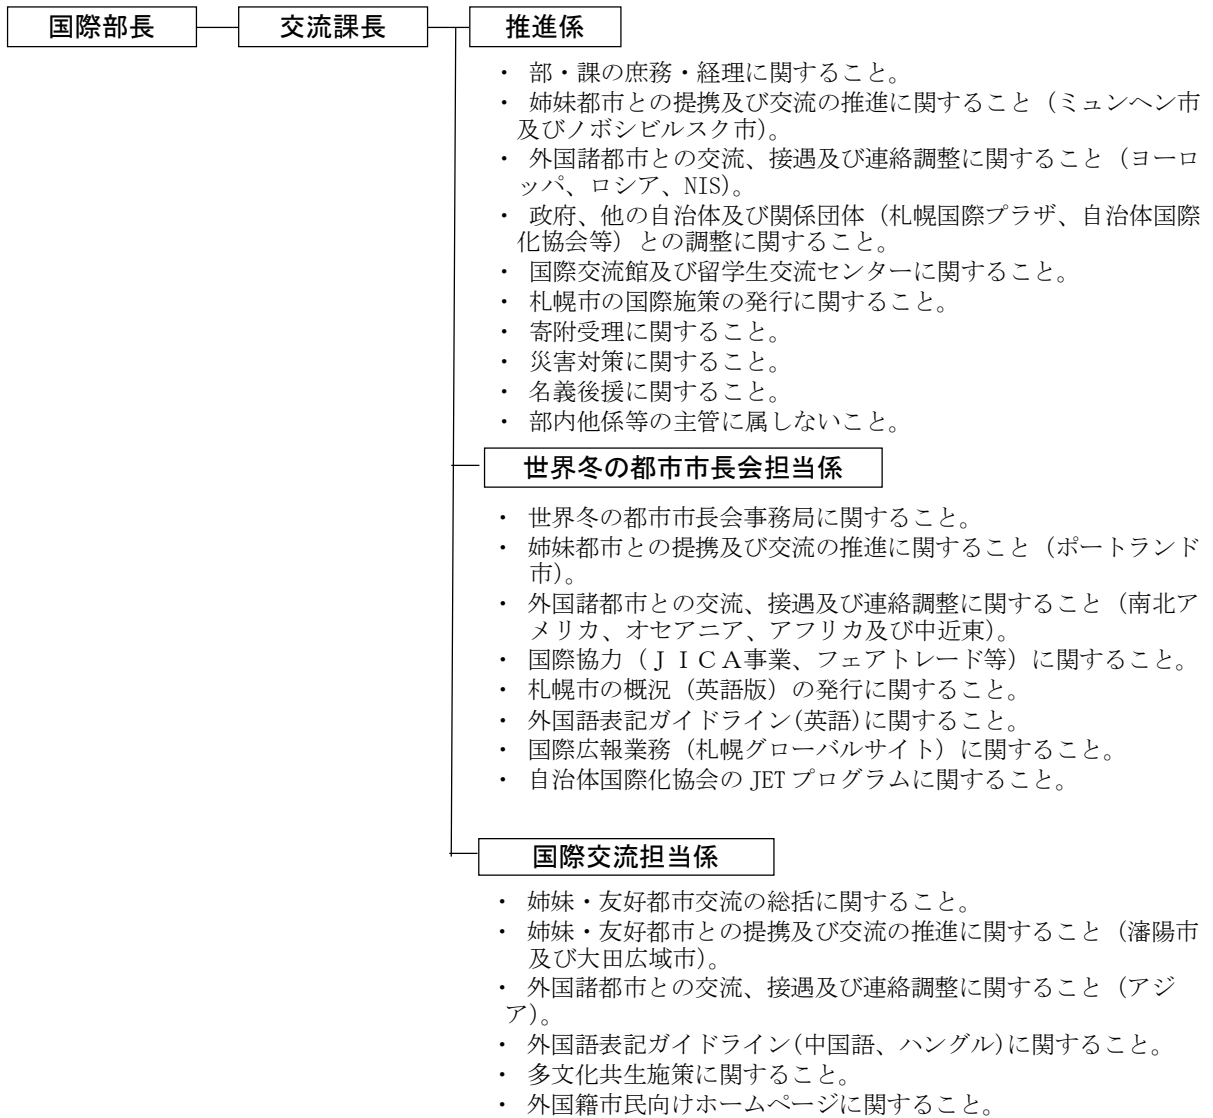 国際部長
交流課長
推進係
・ 部・課の庶務・経理に関すること。
・ 姉妹都市との提携及び交流の推進に関すること（ミュンヘン市
及びノボシビルスク市）。
・ 外国諸都市との交流、接遇及び連絡調整に関すること（ヨーロ
ッパ、ロシア、NIS）。
・ 政府、他の自治体及び関係団体（札幌国際プラザ、自治体国際
化協会等）との調整に関すること。
・ 国際交流館及び留学生交流センターに関すること。
・ 札幌市の国際施策の発行に関すること。
・ 寄附受理に関すること。
・ 災害対策に関すること。
・ 名義後援に関すること。
・ 部内他係等の主管に属しないこと。
世界冬の都市市長会担当係
・ 世界冬の都市市長会事務局に関すること。
・ 姉妹都市との提携及び交流の推進に関すること（ポートランド
市）。
・ 外国諸都市との交流、接遇及び連絡調整に関すること（南北ア
メリカ、オセアニア、アフリカ及び中近東）。
・ 国際協力（ＪＩＣＡ事業、フェアトレード等）に関すること。
・ 札幌市の概況（英語版）の発行に関すること。
・ 外国語表記ガイドライン(英語)に関すること。
・ 国際広報業務（札幌グローバルサイト）に関すること。
・ 自治体国際化協会の JET プログラムに関すること。
国際交流担当係
・ 姉妹・友好都市交流の総括に関すること。
・ 姉妹・友好都市との提携及び交流の推進に関すること（瀋陽市
及び大田広域市）。
・ 外国諸都市との交流、接遇及び連絡調整に関すること（アジ
ア）。
・ 外国語表記ガイドライン(中国語、ハングル)に関すること。
・ 多文化共生施策に関すること。
・ 外国籍市民向けホームページに関すること。